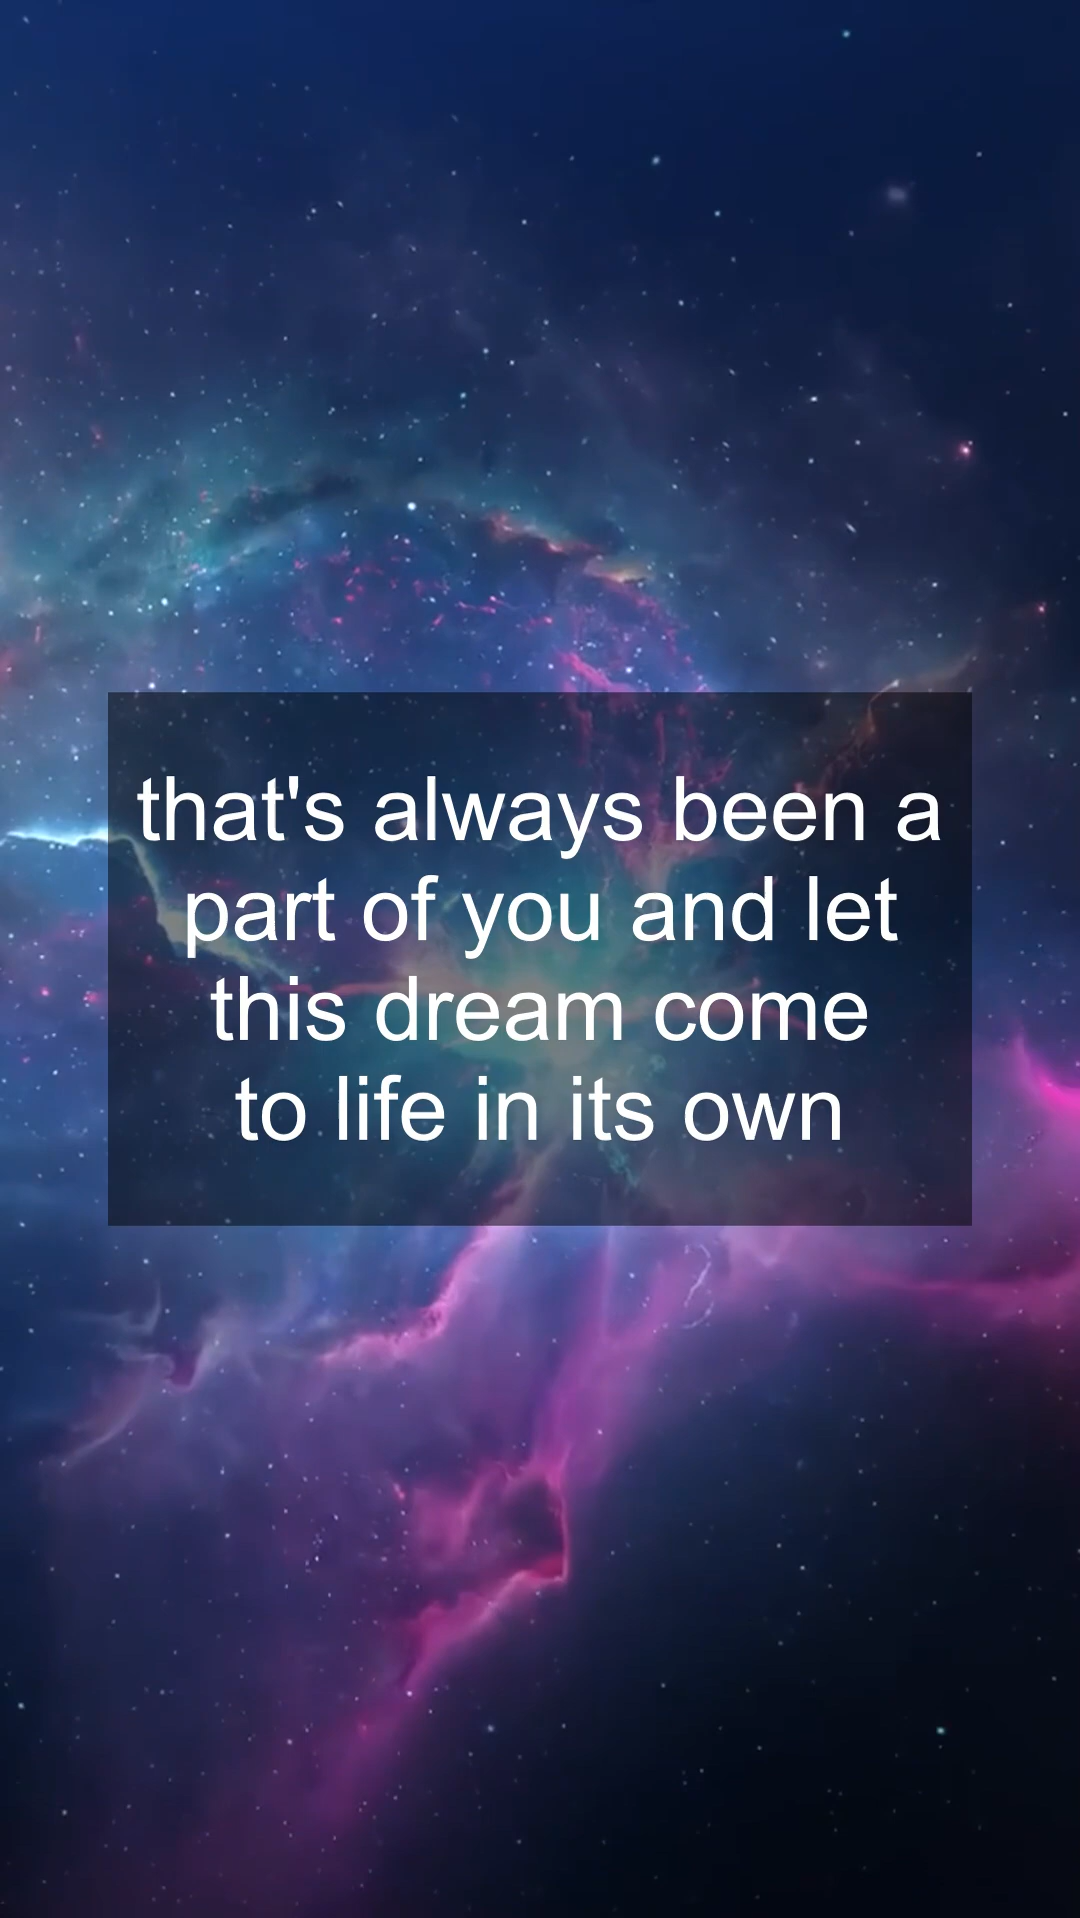 that's always been a
part of you and let
this dream come
to life in its own